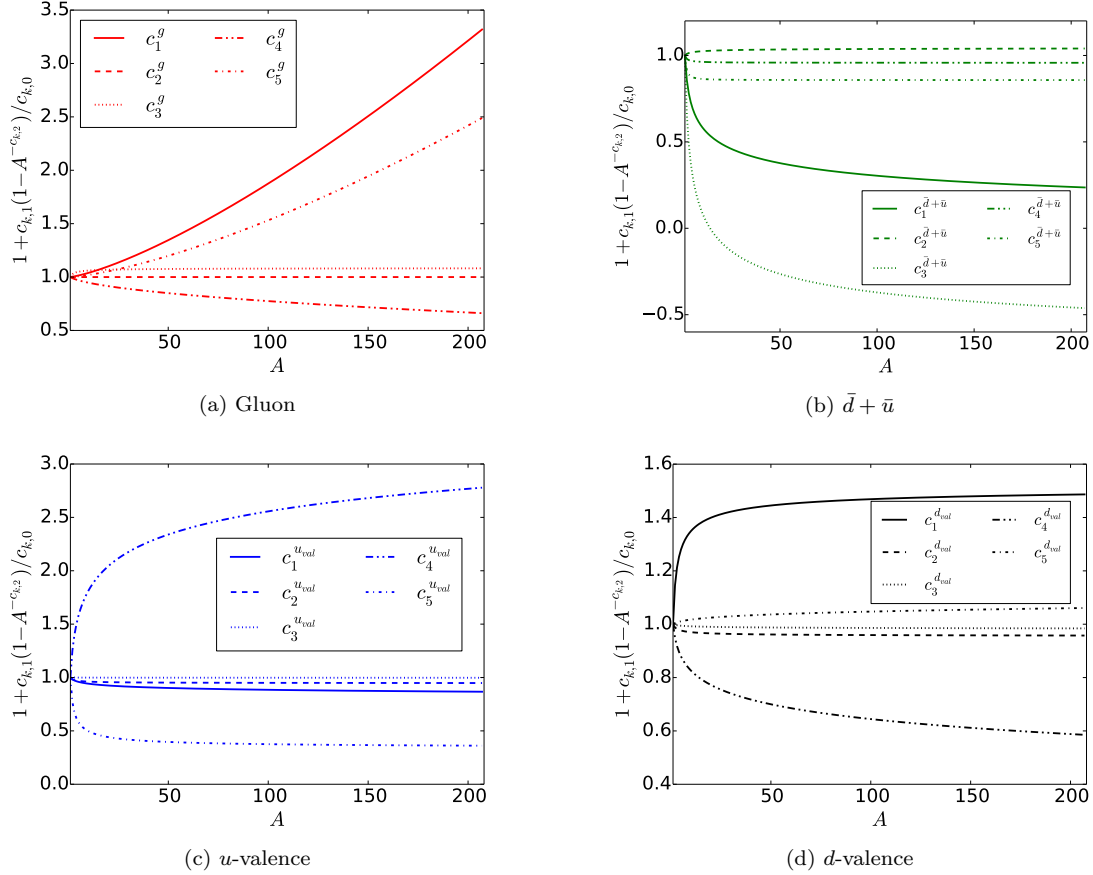 3.5
3.0
2.5
2.0
1.5
1.0
0.5
50 100 150 200
A
1+c_{k,1}(1−A^{−c_{k,2}})/c_{k,0}
c_1^g
c_2^g
c_3^g
c_4^g
c_5^g
(a) Gluon
1.0
0.5
0.0
−0.5
50 100 150 200
A
1+c_{k,1}(1−A^{−c_{k,2}})/c_{k,0}
c_1^{d̄+ū}
c_2^{d̄+ū}
c_3^{d̄+ū}
c_4^{d̄+ū}
c_5^{d̄+ū}
(b) d̄ + ū
3.0
2.5
2.0
1.5
1.0
0.5
0.0
50 100 150 200
A
1+c_{k,1}(1−A^{−c_{k,2}})/c_{k,0}
c_1^{u_{val}}
c_2^{u_{val}}
c_3^{u_{val}}
c_4^{u_{val}}
c_5^{u_{val}}
(c) u-valence
1.6
1.4
1.2
1.0
0.8
0.6
0.4
50 100 150 200
A
1+c_{k,1}(1−A^{−c_{k,2}})/c_{k,0}
c_1^{d_{val}}
c_2^{d_{val}}
c_3^{d_{val}}
c_4^{d_{val}}
c_5^{d_{val}}
(d) d-valence